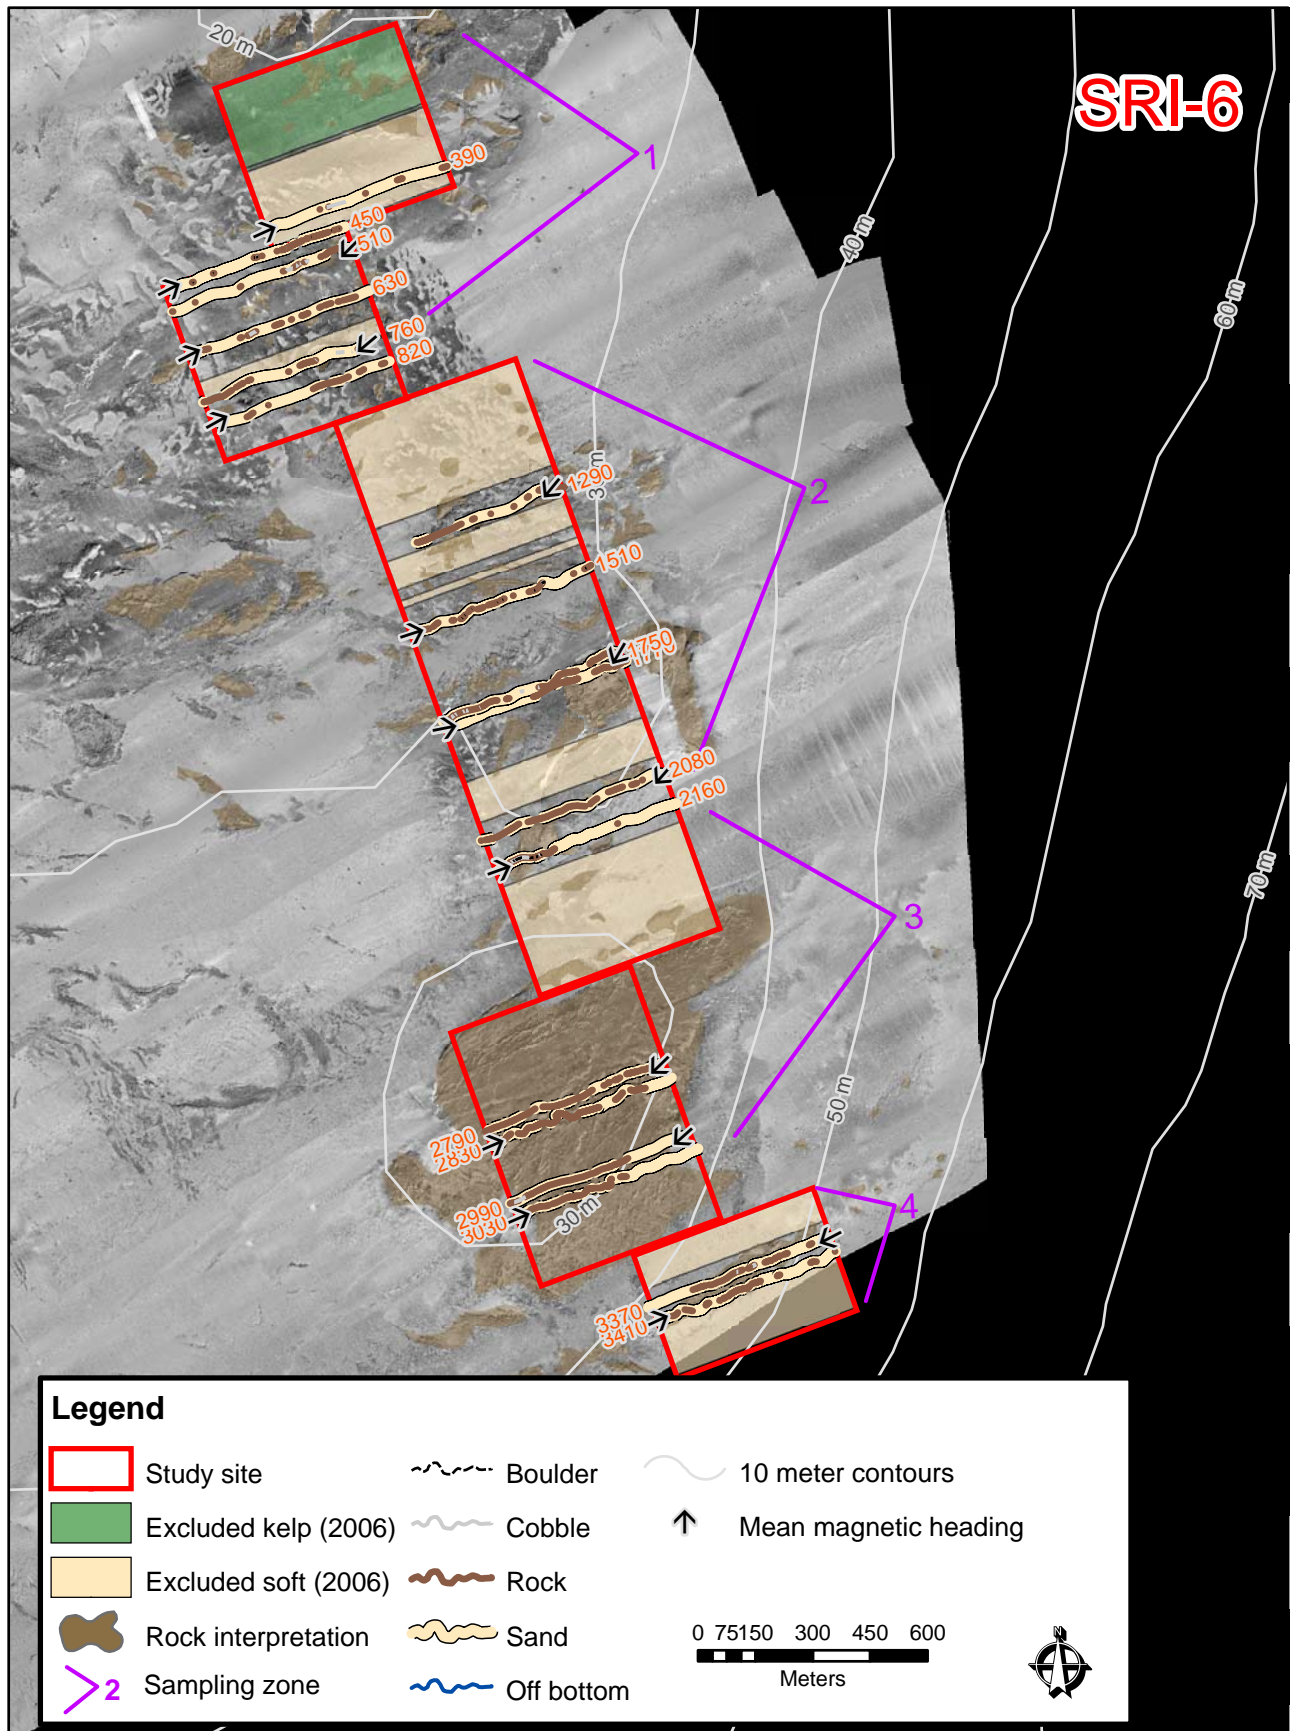 SRI-6
20 m
390
1
450
510
630
760
820
40 m
60 m
2
1290
1510
1750
2080
2160
3
70 m
50 m
2790
2830
2990
3030
30 m
4
3370
3410
Legend
Study site
Excluded kelp (2006)
Excluded soft (2006)
Rock interpretation
2 Sampling zone
Boulder
Cobble
Rock
Sand
Off bottom
10 meter contours
Mean magnetic heading
0 75 150 300 450 600
Meters
N